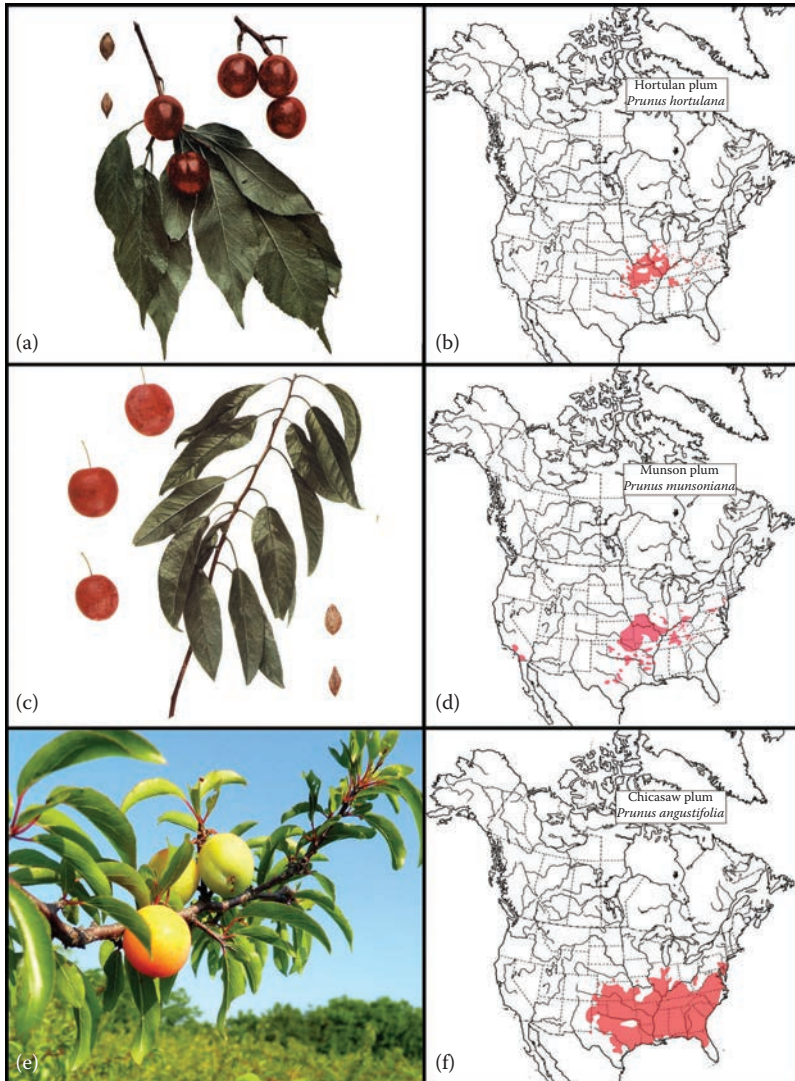 (a)
Hortulan plum
Prunus hortulana
(b)
(c)
Munson plum
Prunus munsoniana
(d)
(e)
Chicasaw plum
Prunus angustifolia
(f)